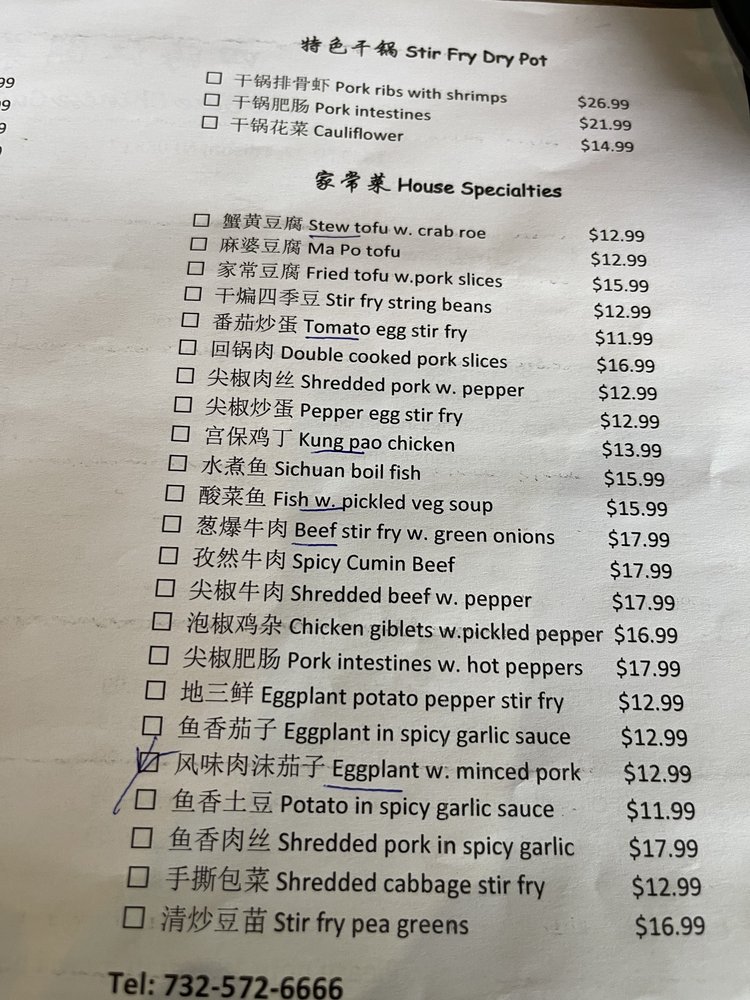 特色干锅 Stir Fry Dry Pot
干锅排骨虾 Pork ribs with shrimps $26.99
干锅肥肠 Pork intestines $21.99
干锅花菜 Cauliflower $14.99
家常菜 House Specialties
蟹黄豆腐 Stew tofu w. crab roe $12.99
麻婆豆腐 Ma Po tofu $12.99
家常豆腐 Fried tofu w.pork slices $15.99
干煸四季豆 Stir fry string beans $12.99
番茄炒蛋 Tomato egg stir fry $11.99
回锅肉 Double cooked pork slices $16.99
尖椒肉丝 Shredded pork w. pepper $12.99
尖椒炒蛋 Pepper egg stir fry $12.99
宫保鸡丁 Kung pao chicken $13.99
水煮鱼 Sichuan boil fish $15.99
酸菜鱼 Fish w. pickled veg soup $15.99
葱爆牛肉 Beef stir fry w. green onions $17.99
孜然牛肉 Spicy Cumin Beef $17.99
尖椒牛肉 Shredded beef w. pepper $17.99
泡椒鸡杂 Chicken giblets w.pickled pepper $16.99
尖椒肥肠 Pork intestines w. hot peppers $17.99
地三鲜 Eggplant potato pepper stir fry $12.99
鱼香茄子 Eggplant in spicy garlic sauce $12.99
风味肉沫茄子 Eggplant w. minced pork $12.99
鱼香土豆 Potato in spicy garlic sauce $11.99
鱼香肉丝 Shredded pork in spicy garlic $17.99
手撕包菜 Shredded cabbage stir fry $12.99
清炒豆苗 Stir fry pea greens $16.99
Tel: 732-572-6666